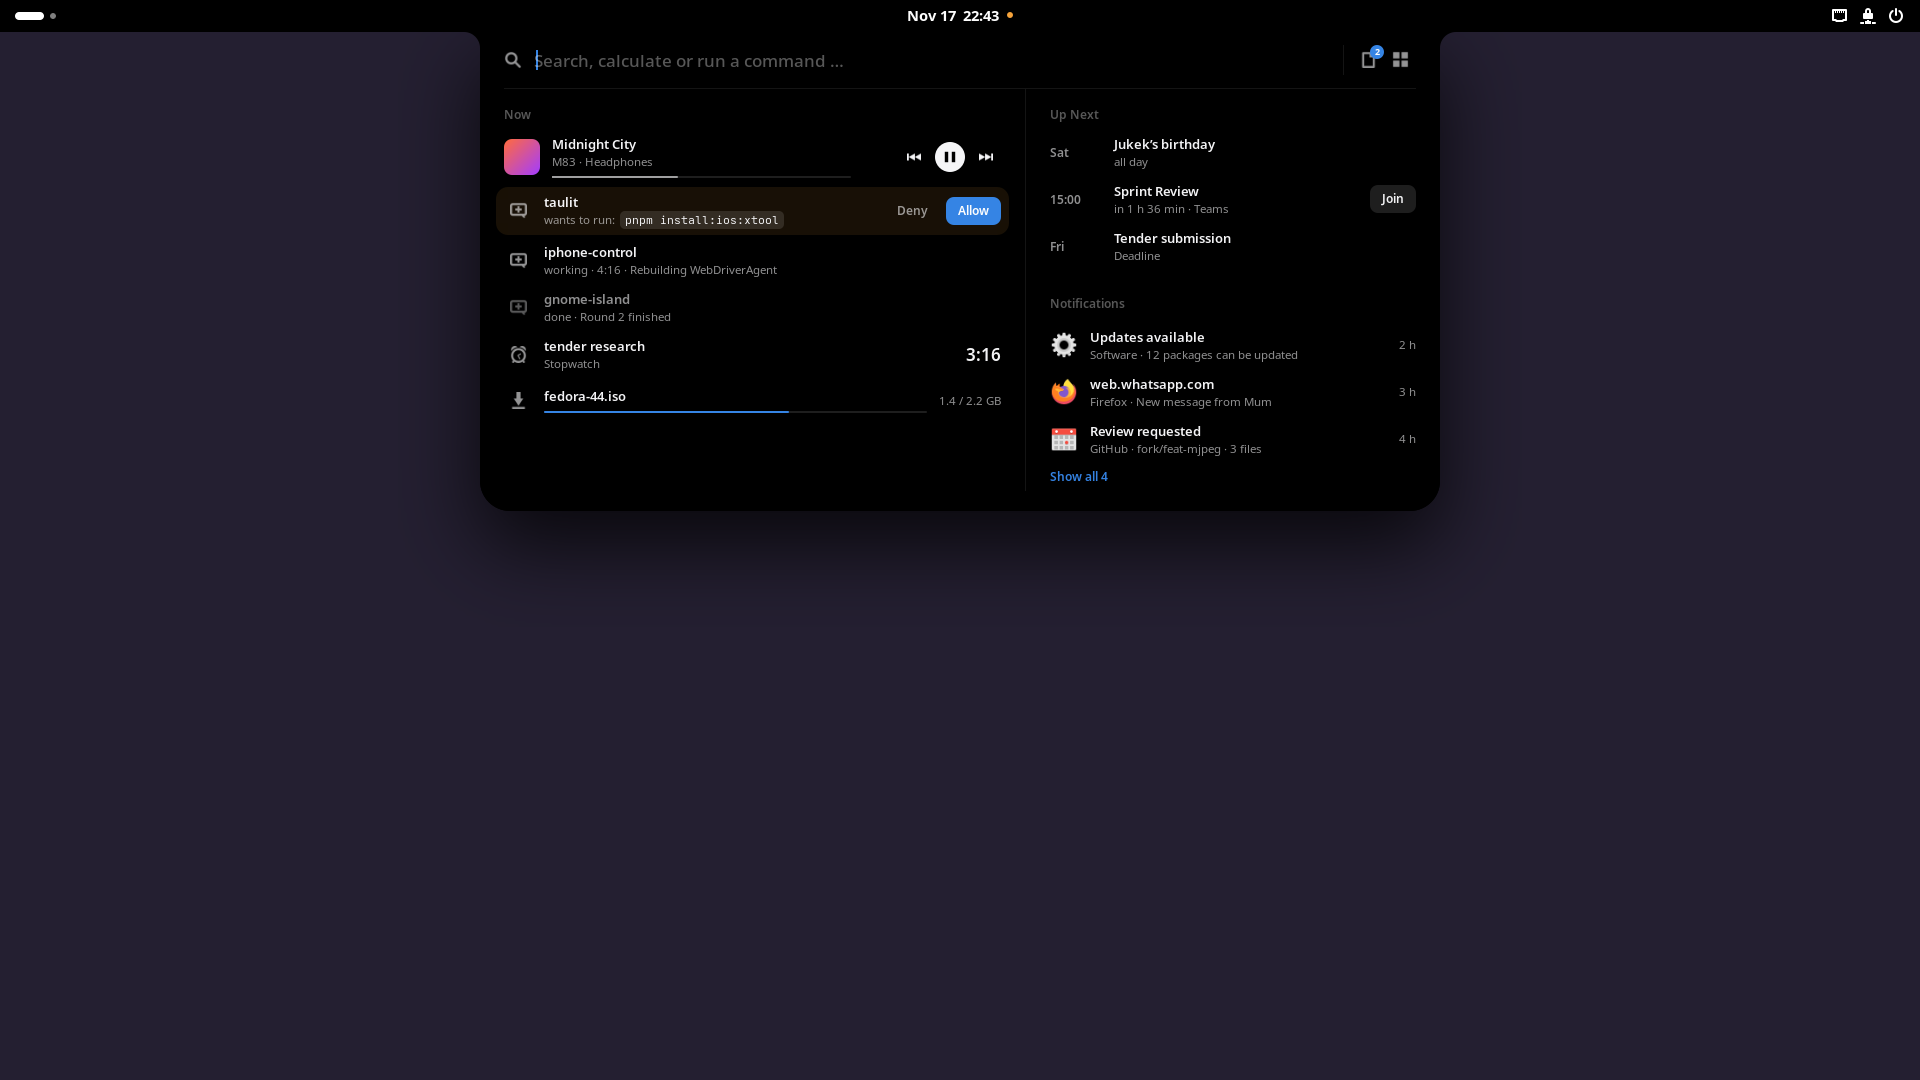 Nov 17 22:43
Search, calculate or run a command ...
2
Now
Midnight City
M83 · Headphones
taulit
wants to run: pnpm install:ios:xtool
Deny
Allow
iphone-control
working · 4:16 · Rebuilding WebDriverAgent
gnome-island
done · Round 2 finished
tender research
Stopwatch
3:16
fedora-44.iso
1.4 / 2.2 GB
Up Next
Sat
Jukek’s birthday
all day
15:00
Sprint Review
in 1 h 36 min · Teams
Join
Fri
Tender submission
Deadline
Notifications
Updates available
Software · 12 packages can be updated
2 h
web.whatsapp.com
Firefox · New message from Mum
3 h
Review requested
GitHub · fork/feat-mjpeg · 3 files
4 h
Show all 4